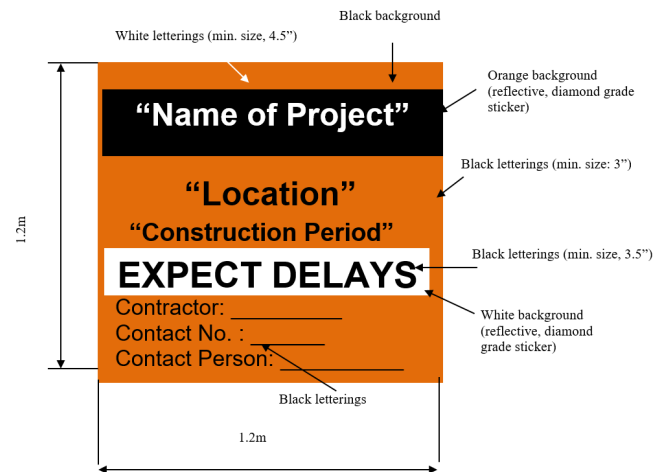 Black background
White letterings (min. size, 4.5”)
Orange background
(reflective, diamond grade
sticker)
“Name of Project”
Black letterings (min. size: 3”)
“Location”
“Construction Period”
1.2m
Black letterings (min. size, 3.5”)
EXPECT DELAYS
White background
(reflective, diamond
grade sticker)
Contractor: ___________
Contact No. : ________
Contact Person: ______________
Black letterings
1.2m